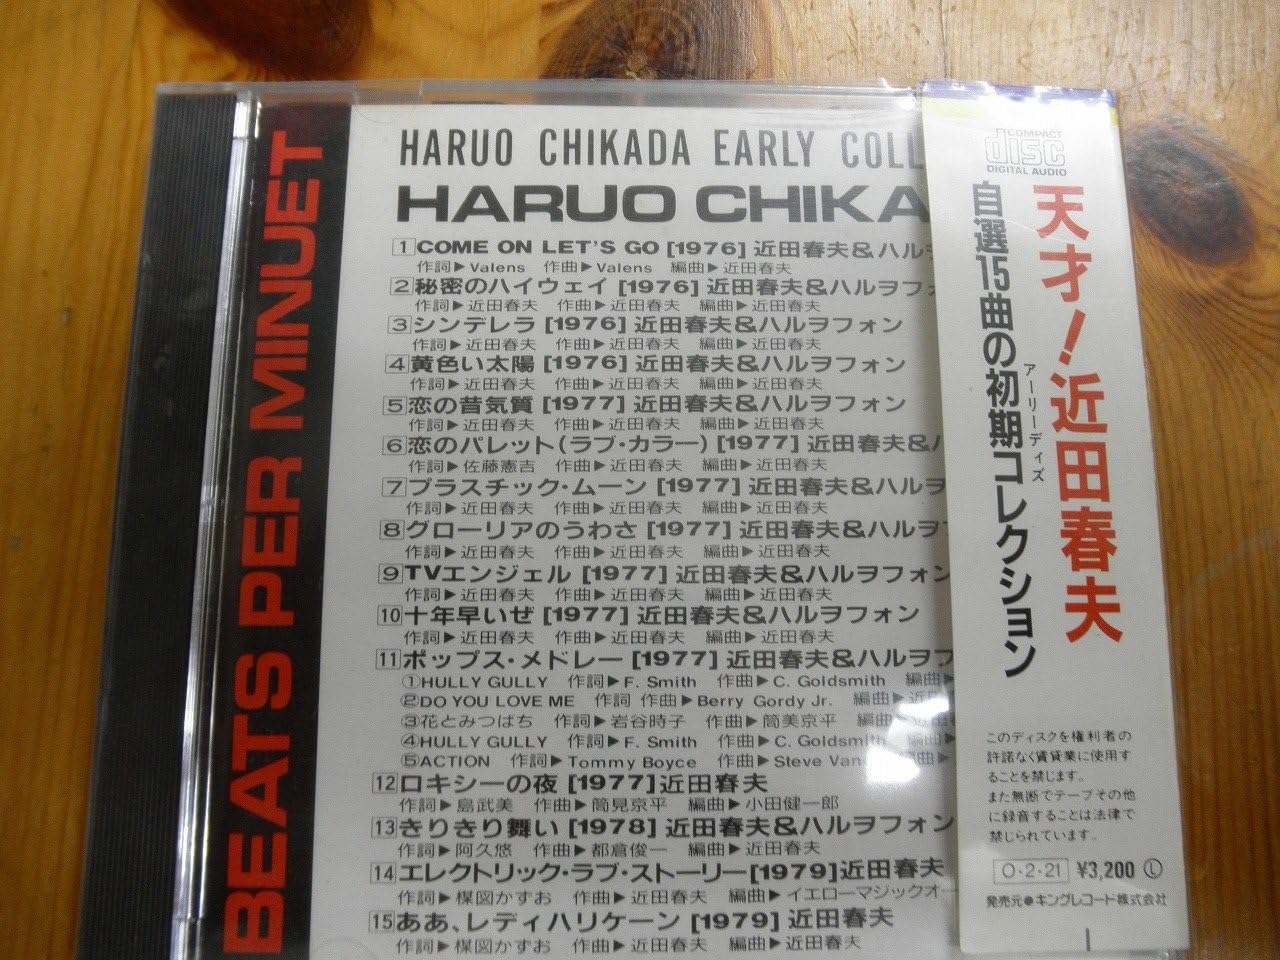 BEATS PER MINUET
HARUO CHIKADA EARLY COLL
HARUO CHIKA
1 COME ON LET'S GO [1976] 近田春夫&ハルヲ
作詞▶Valens 作曲▶Valens 編曲▶近田春夫
2 秘密のハイウェイ [1976] 近田春夫&ハルヲフ
作詞▶近田春夫 作曲▶近田春夫 編曲▶近田春夫
3 シンデレラ [1976] 近田春夫&ハルヲフォン
作詞▶近田春夫 作曲▶近田春夫 編曲▶近田春夫
4 黄色い太陽 [1976] 近田春夫&ハルヲフォン
作詞▶近田春夫 作曲▶近田春夫 編曲▶近田春夫
5 恋の昔気質 [1977] 近田春夫&ハルヲフォン
作詞▶近田春夫 作曲▶近田春夫 編曲▶近田春夫
6 恋のパレット(ラブ・カラー) [1977] 近田春夫&ハ
作詞▶佐藤憲吉 作曲▶近田春夫 編曲▶近田春夫
7 プラスチック・ムーン [1977] 近田春夫&ハルヲ
作詞▶近田春夫 作曲▶近田春夫 編曲▶近田春夫
8 グローリアのうわさ [1977] 近田春夫&ハルヲフ
作詞▶近田春夫 作曲▶近田春夫 編曲▶近田春夫
9 TVエンジェル [1977] 近田春夫&ハルヲフォン
作詞▶近田春夫 作曲▶近田春夫 編曲▶近田春夫
10 十年早いぜ [1977] 近田春夫&ハルヲフォン
作詞▶近田春夫 作曲▶近田春夫 編曲▶近田春夫
11 ポップス・メドレー [1977] 近田春夫&ハルヲフ
①HULLY GULLY 作詞▶F. Smith 作曲▶C. Goldsmith 編曲▶
②DO YOU LOVE ME 作詞 作曲▶Berry Gordy Jr. 編曲▶近田
③花とみつばち 作詞▶岩谷時子 作曲▶筒美京平 編曲▶近田春
④HULLY GULLY 作詞▶F. Smith 作曲▶C. Goldsmith 編曲▶
⑤ACTION 作詞▶Tommy Boyce 作曲▶Steve Van
12 ロキシーの夜 [1977] 近田春夫
作詞▶島武美 作曲▶筒見京平 編曲▶小田健一郎
13 きりきり舞い [1978] 近田春夫&ハルヲフォン
作詞▶阿久悠 作曲▶都倉俊一 編曲▶近田春夫
14 エレクトリック・ラブ・ストーリー [1979] 近田春夫
作詞▶楳図かずお 作曲▶近田春夫 編曲▶イエローマジックオー
15 ああ、レディハリケーン [1979] 近田春夫
作詞▶楳図かずお 作曲▶近田春夫 編曲▶近田春夫
COMPACT
disc
DIGITAL AUDIO
天才!近田春夫
アーリーデイズ
自選15曲の初期コレクション
このディスクを権利者の
許諾なく賃貸業に使用す
ることを禁じます。
また無断でテープその他
に録音することは法律で
禁じられています。
O・2・21 ¥3,200 Ⓛ
発売元●キングレコード株式会社